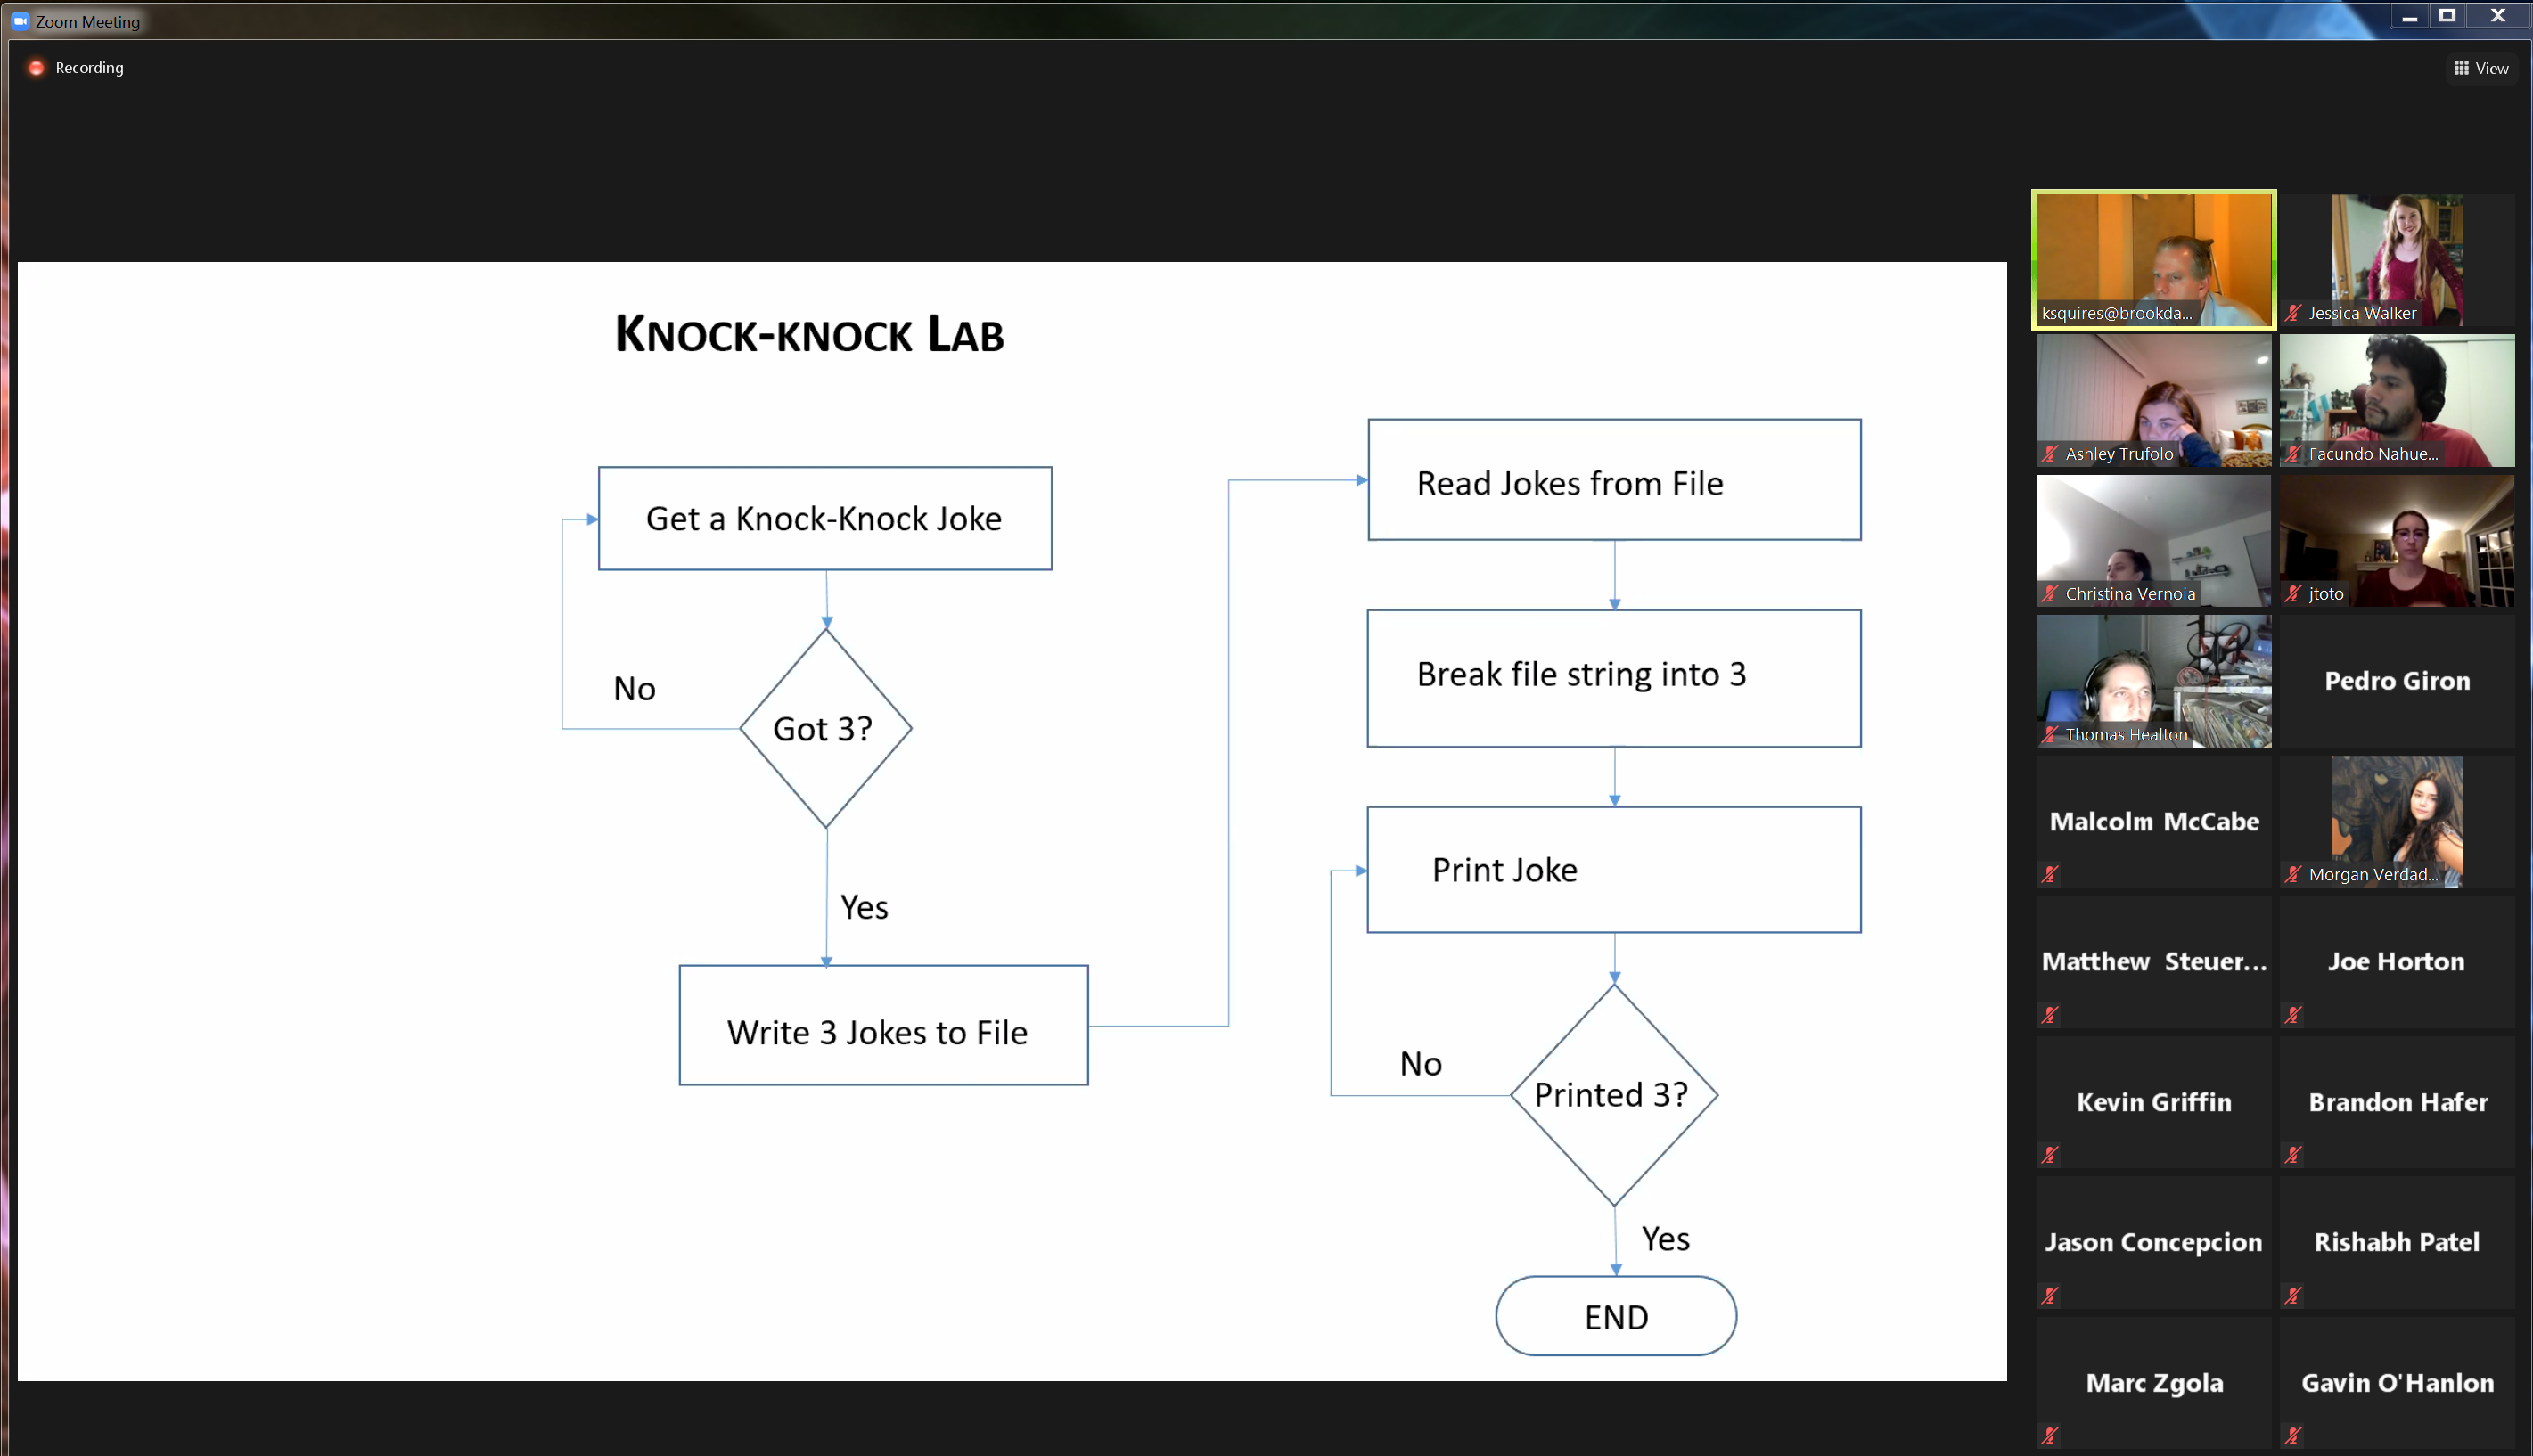 Zoom Meeting
Recording
View
KNOCK-KNOCK LAB
Get a Knock-Knock Joke
No
Got 3?
Yes
Write 3 Jokes to File
Read Jokes from File
Break file string into 3
Print Joke
No
Printed 3?
Yes
END
ksquires@brookda...
Jessica Walker
Ashley Trufolo
Facundo Nahue...
Christina Vernoia
jtoto
Thomas Healton
Pedro Giron
Malcolm McCabe
Morgan Verdad...
Matthew Steuer...
Joe Horton
Kevin Griffin
Brandon Hafer
Jason Concepcion
Rishabh Patel
Marc Zgola
Gavin O'Hanlon